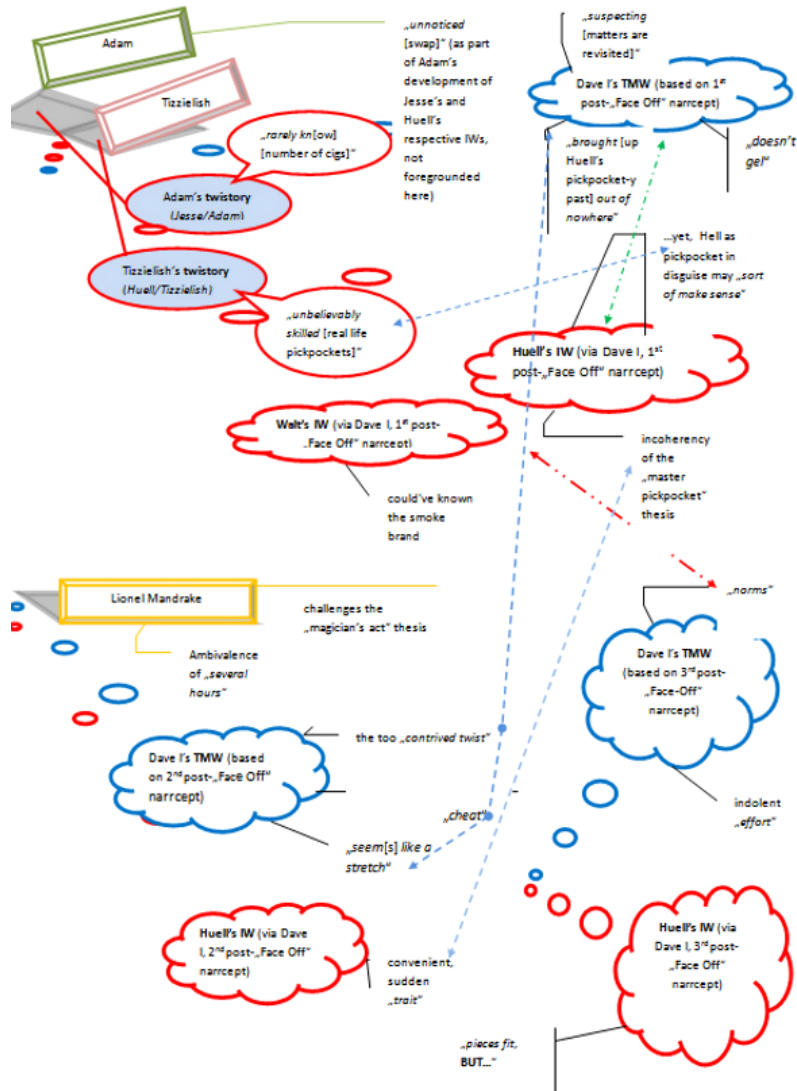 Adam
Tizzielish
„unnoticed
[swap]" (as part
of Adam's
development of
Jesse's and
Huell's
respective IWs,
not
foregrounded
here)
„suspecting
[matters are
revisited]"
Dave I's TMW (based on 1st
post-„Face Off" narrcept)
„rarely kn[ow]
[number of cigs]"
„brought [up
Huell's
pickpocket-y
past] out of
nowhere"
„doesn't
gel"
Adam's twistory
(Jesse/Adam)
Tizzielish's twistory
(Huell/Tizzielish)
...yet, Hell as
pickpocket in
disguise may „sort
of make sense"
„unbelievably
skilled [real life
pickpockets]"
Huell's IW (via Dave I, 1st
post-„Face Off" narrcept)
Walt's IW (via Dave I, 1st post-
„Face Off" narrcept)
incoherency
of the
„master
pickpocket"
thesis
could've known
the smoke
brand
Lionel Mandrake
challenges the
„magician's act" thesis
„norms"
Ambivalence
of „several
hours"
Dave I's TMW
(based on 3rd post-
„Face-Off"
narrcept)
the too „contrived twist"
Dave I's TMW (based
on 2nd post-„Face Off"
narrcept)
„cheat"
indolent
„effort"
„seem[s] like a
stretch"
Huell's IW (via Dave
I, 2nd post-„Face Off"
narrcept)
convenient,
sudden
„trait"
Huell's IW (via
Dave I, 3rd post-
„Face Off"
narrcept)
„pieces fit,
BUT..."